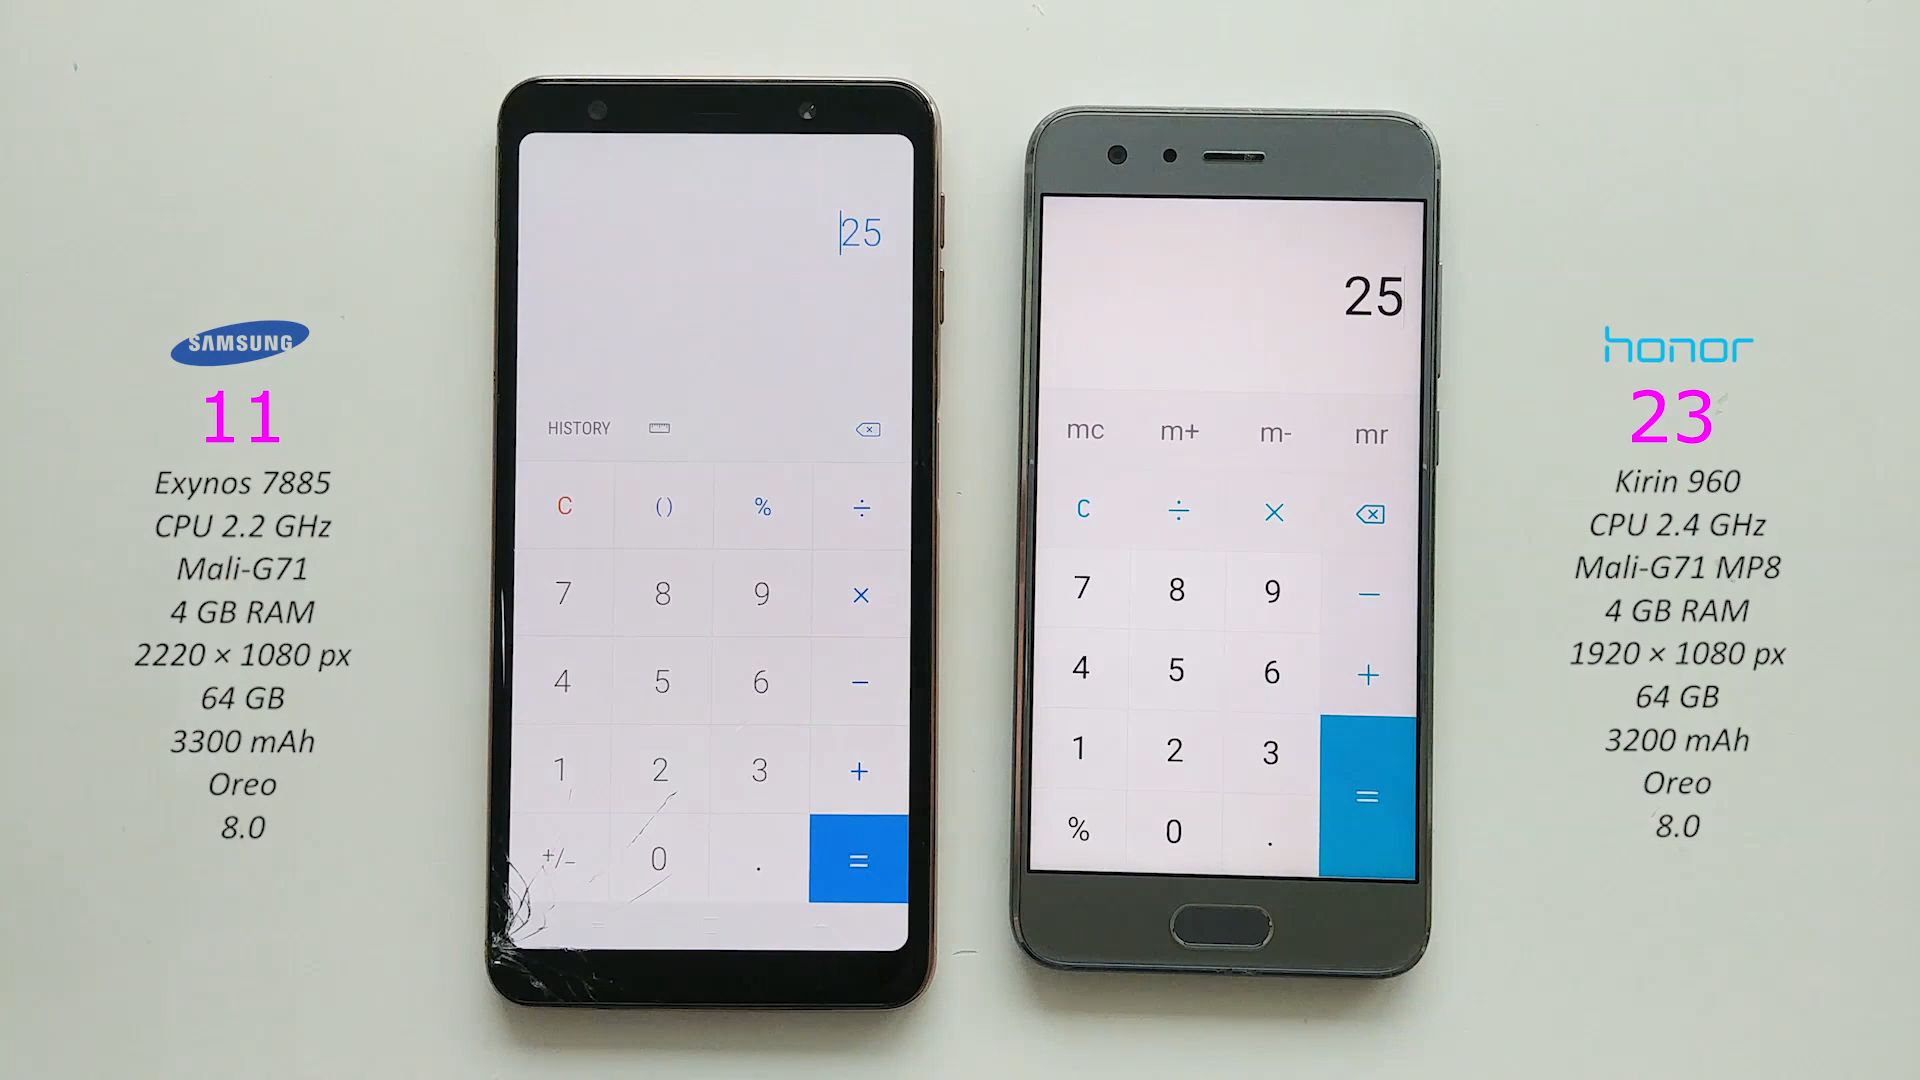 SAMSUNG
11
Exynos 7885
CPU 2.2 GHz
Mali-G71
4 GB RAM
2220 × 1080 px
64 GB
3300 mAh
Oreo
8.0
25
HISTORY
C ( ) % ÷
7 8 9 ×
4 5 6 −
1 2 3 +
+/− 0 . =
25
mc m+ m- mr
C ÷ ×
7 8 9 −
4 5 6 +
1 2 3
% 0 . =
honor
23
Kirin 960
CPU 2.4 GHz
Mali-G71 MP8
4 GB RAM
1920 × 1080 px
64 GB
3200 mAh
Oreo
8.0